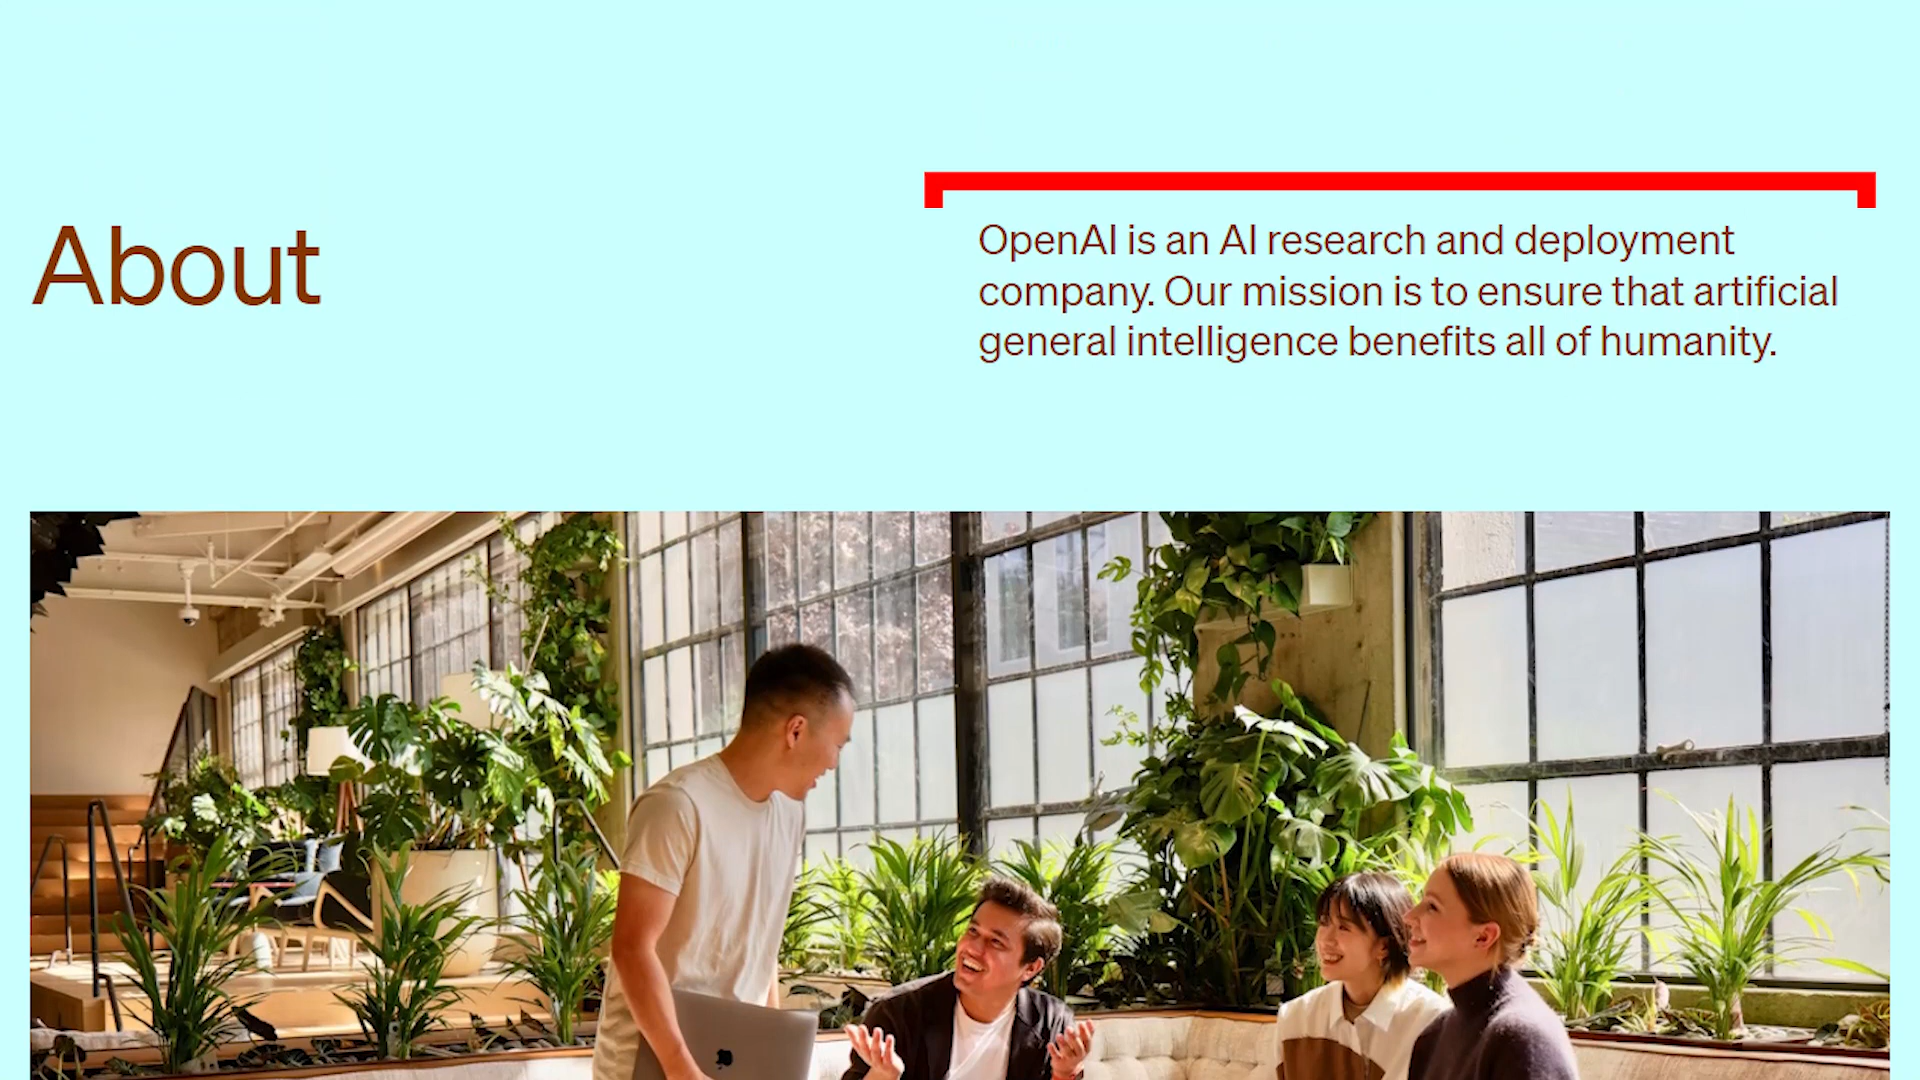 About
OpenAI is an AI research and deployment
company. Our mission is to ensure that artificial
general intelligence benefits all of humanity.